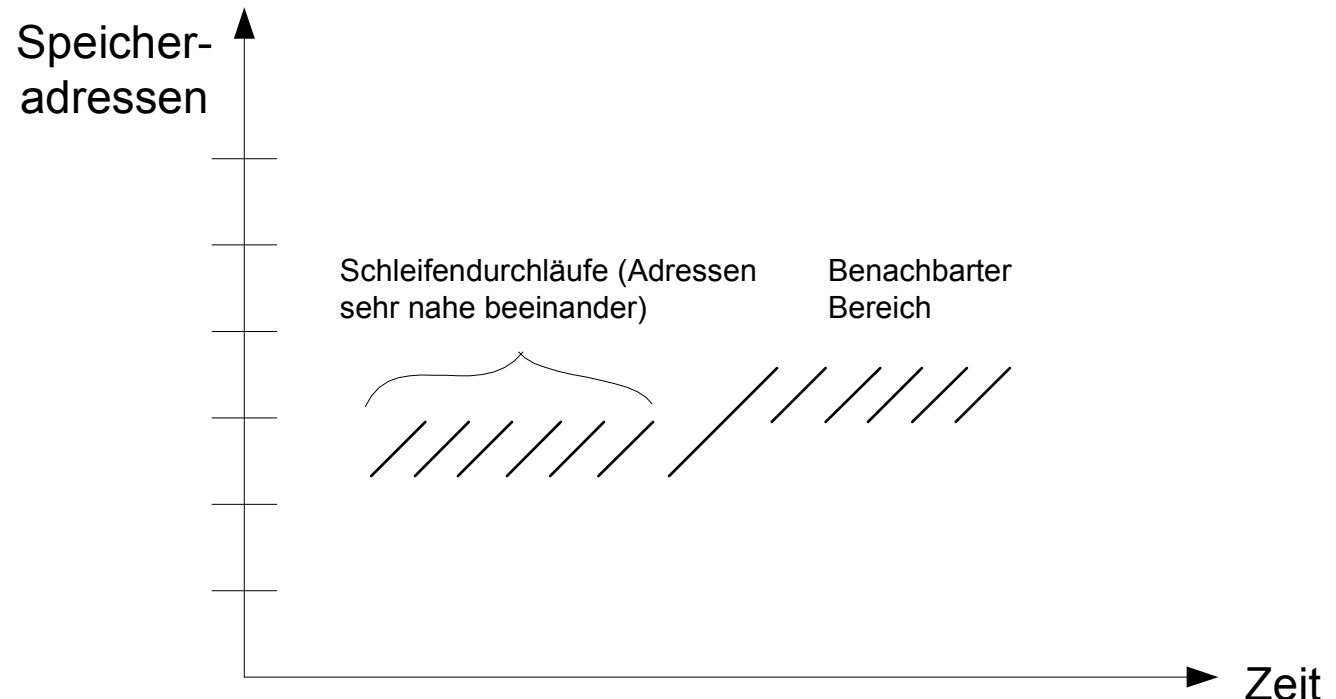 Speicher-
adressen
Schleifendurchläufe (Adressen
sehr nahe beeinander)
Benachbarter
Bereich
Zeit